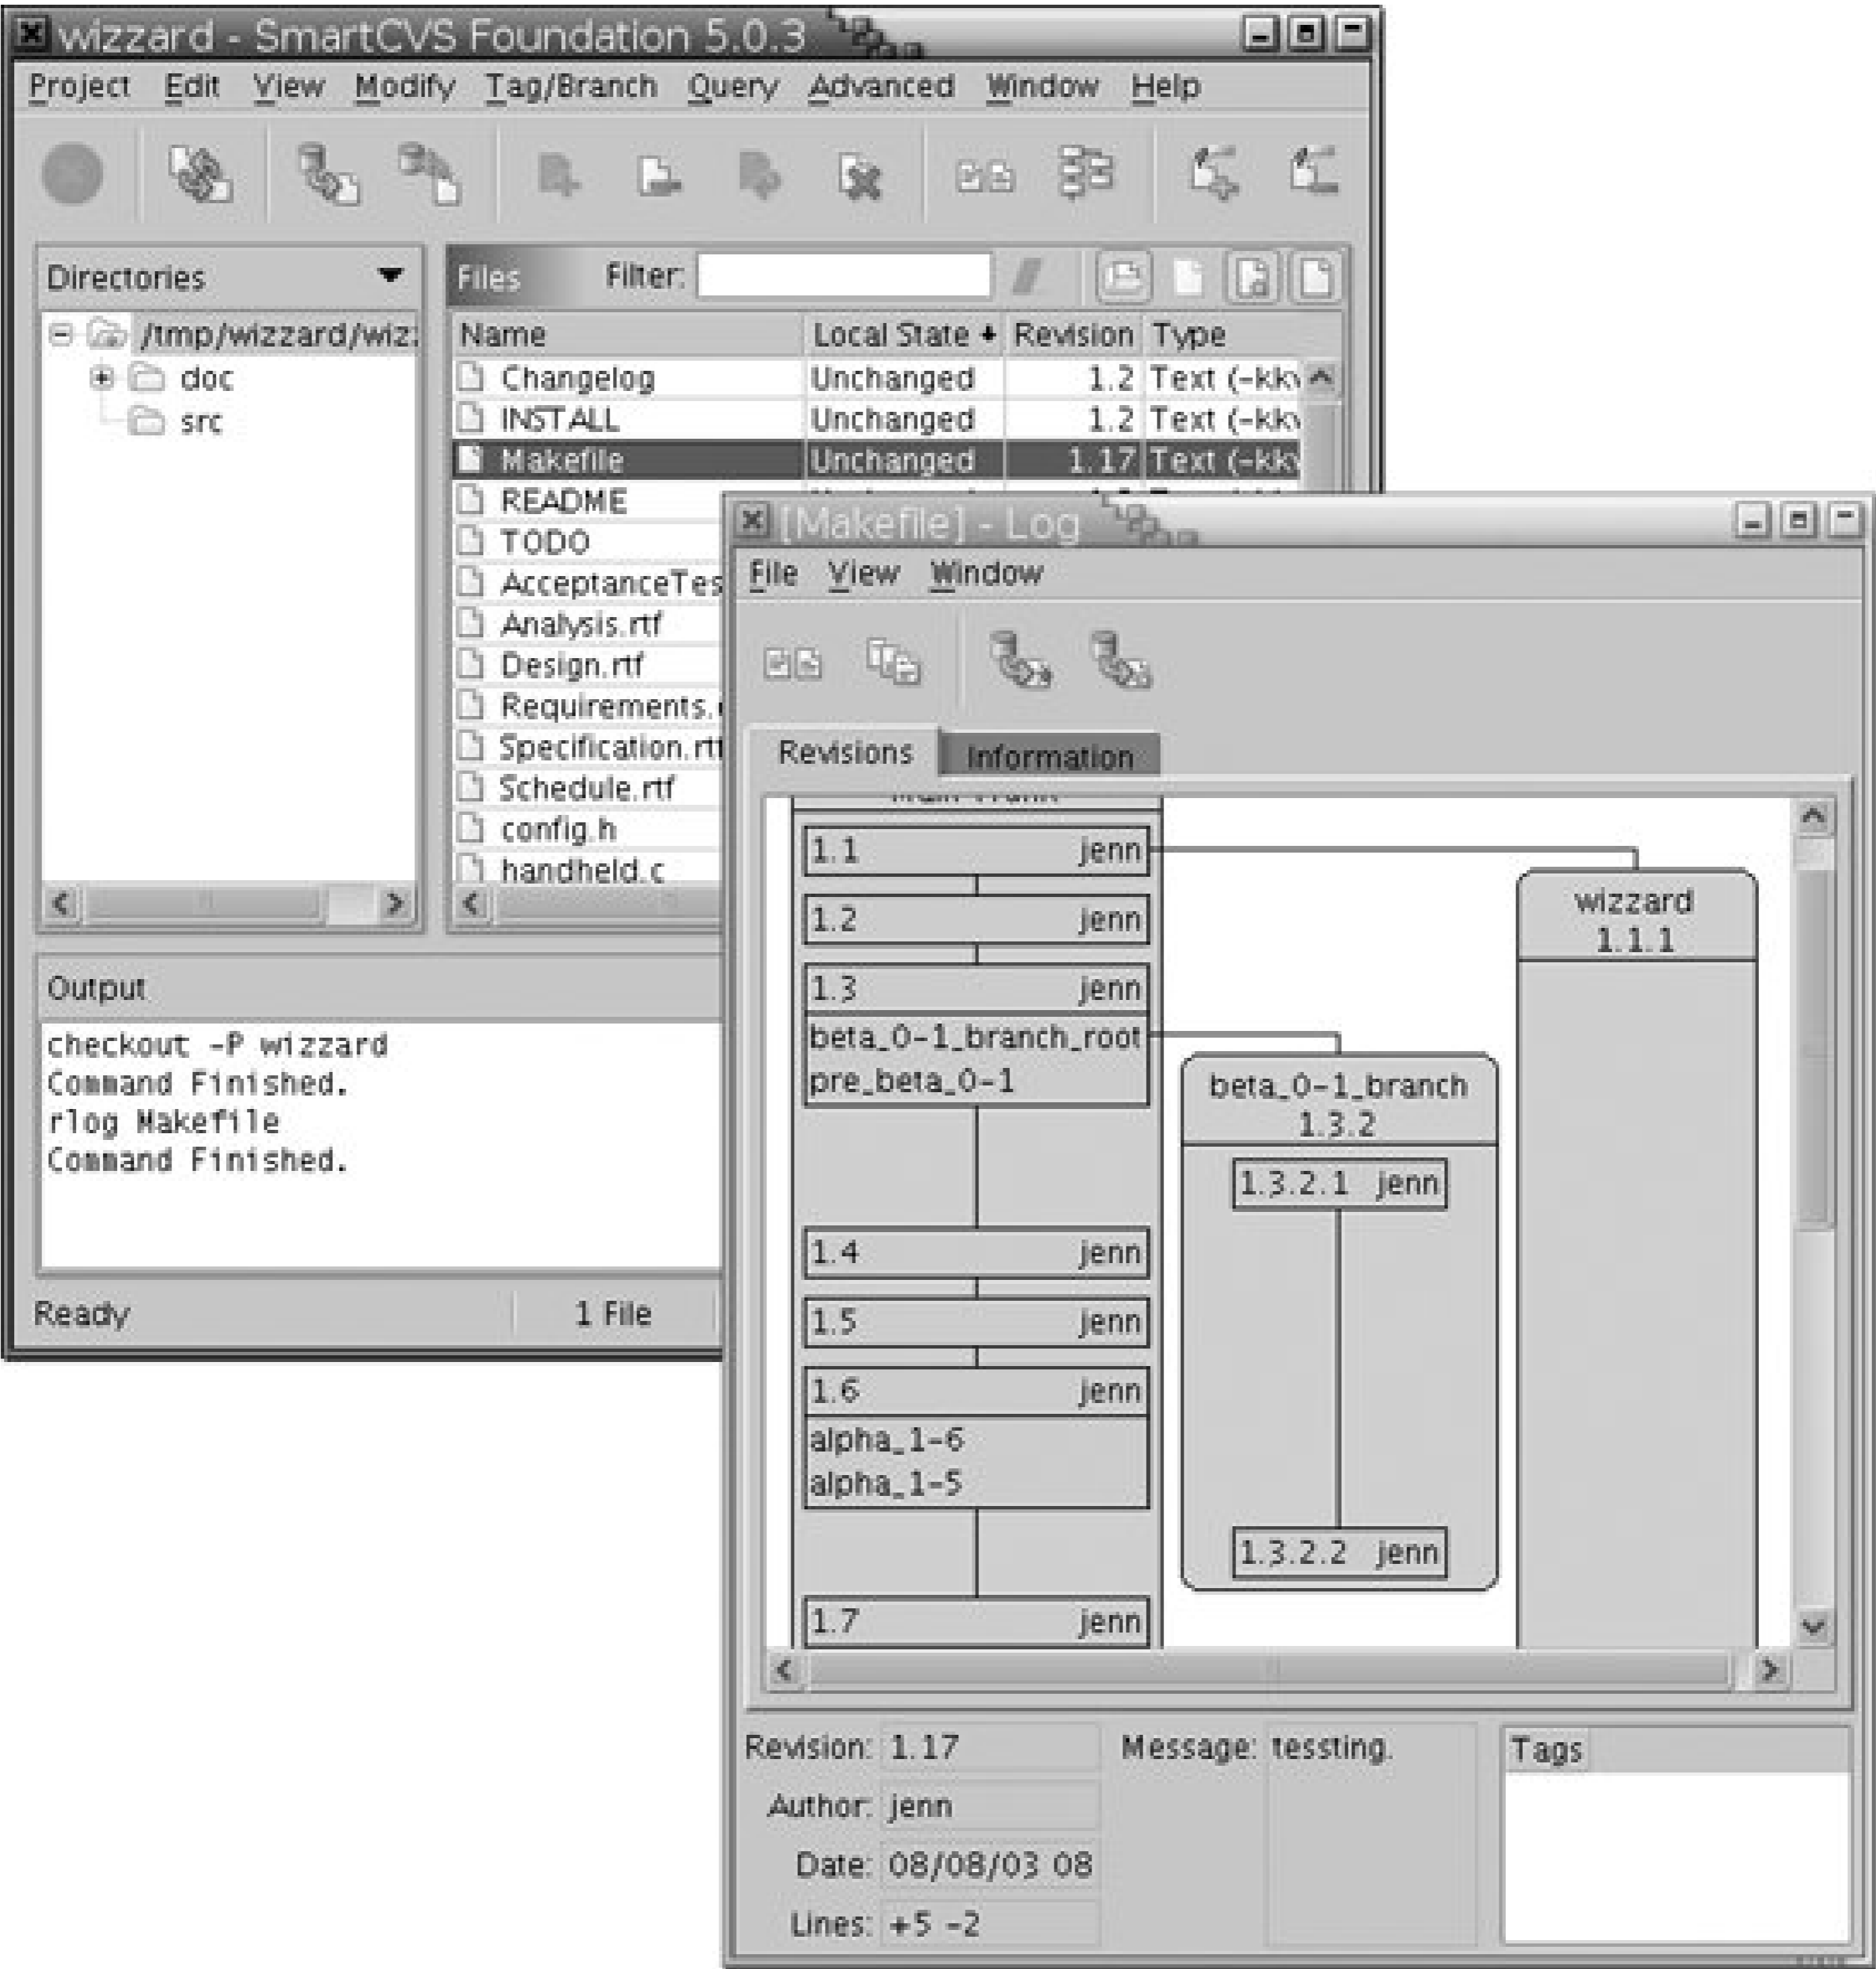 wizzard - SmartCVS Foundation 5.0.3
Project Edit View Modify Tag/Branch Query Advanced Window Help
Directories
/tmp/wizzard/wiz
doc
src
Files Filter:
Name Local State Revision Type
Changelog Unchanged 1.2 Text (-kkv
INSTALL Unchanged 1.2 Text (-kkv
Makefile Unchanged 1.17 Text (-kkv
README
TODO
AcceptanceTes
Analysis.rtf
Design.rtf
Requirements.
Specification.rtf
Schedule.rtf
config.h
handheld.c
Output
checkout -P wizzard
Command Finished.
rlog Makefile
Command Finished.
Ready 1 File
[Makefile] - Log
File View Window
Revisions Information
Main Trunk
1.1 jenn
1.2 jenn
1.3 jenn
beta_0-1_branch_root
pre_beta_0-1
1.4 jenn
1.5 jenn
1.6 jenn
alpha_1-6
alpha_1-5
1.7 jenn
beta_0-1_branch
1.3.2
1.3.2.1 jenn
1.3.2.2 jenn
wizzard
1.1.1
Revision: 1.17
Author: jenn
Date: 08/08/03 08
Lines: +5 -2
Message: tessting.
Tags